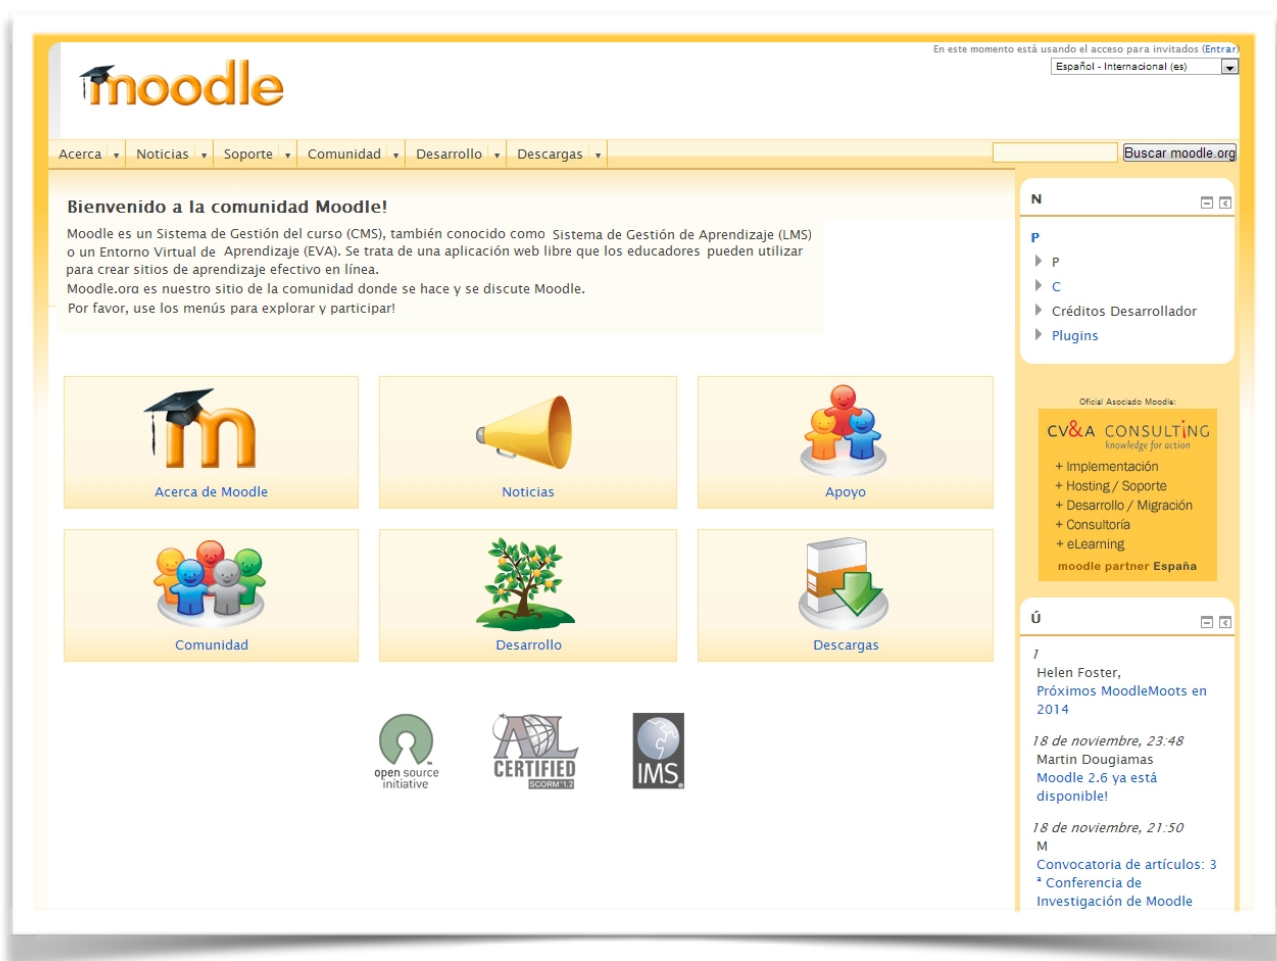 En este momento está usando el acceso para invitados (Entrar)
Español - Internacional (es)
moodle
Acerca Noticias Soporte Comunidad Desarrollo Descargas
Buscar moodle.org
Bienvenido a la comunidad Moodle!
Moodle es un Sistema de Gestión del curso (CMS), también conocido como Sistema de Gestión de Aprendizaje (LMS)
o un Entorno Virtual de Aprendizaje (EVA). Se trata de una aplicación web libre que los educadores pueden utilizar
para crear sitios de aprendizaje efectivo en línea.
Moodle.org es nuestro sitio de la comunidad donde se hace y se discute Moodle.
Por favor, use los menús para explorar y participar!
m
Acerca de Moodle
Noticias
Apoyo
Comunidad
Desarrollo
Descargas
open source
initiative
ADL
CERTIFIED
SCORM 1.2
IMS
N
P
P
C
Créditos Desarrollador
Plugins
Oficial Asociado Moodle:
CV&A CONSULTING
knowledge for action
+ Implementación
+ Hosting / Soporte
+ Desarrollo / Migración
+ Consultoría
+ eLearning
moodle partner España
Ú
1
Helen Foster,
Próximos MoodleMoots en
2014
18 de noviembre, 23:48
Martin Dougiamas
Moodle 2.6 ya está
disponible!
18 de noviembre, 21:50
M
Convocatoria de artículos: 3
ª Conferencia de
Investigación de Moodle